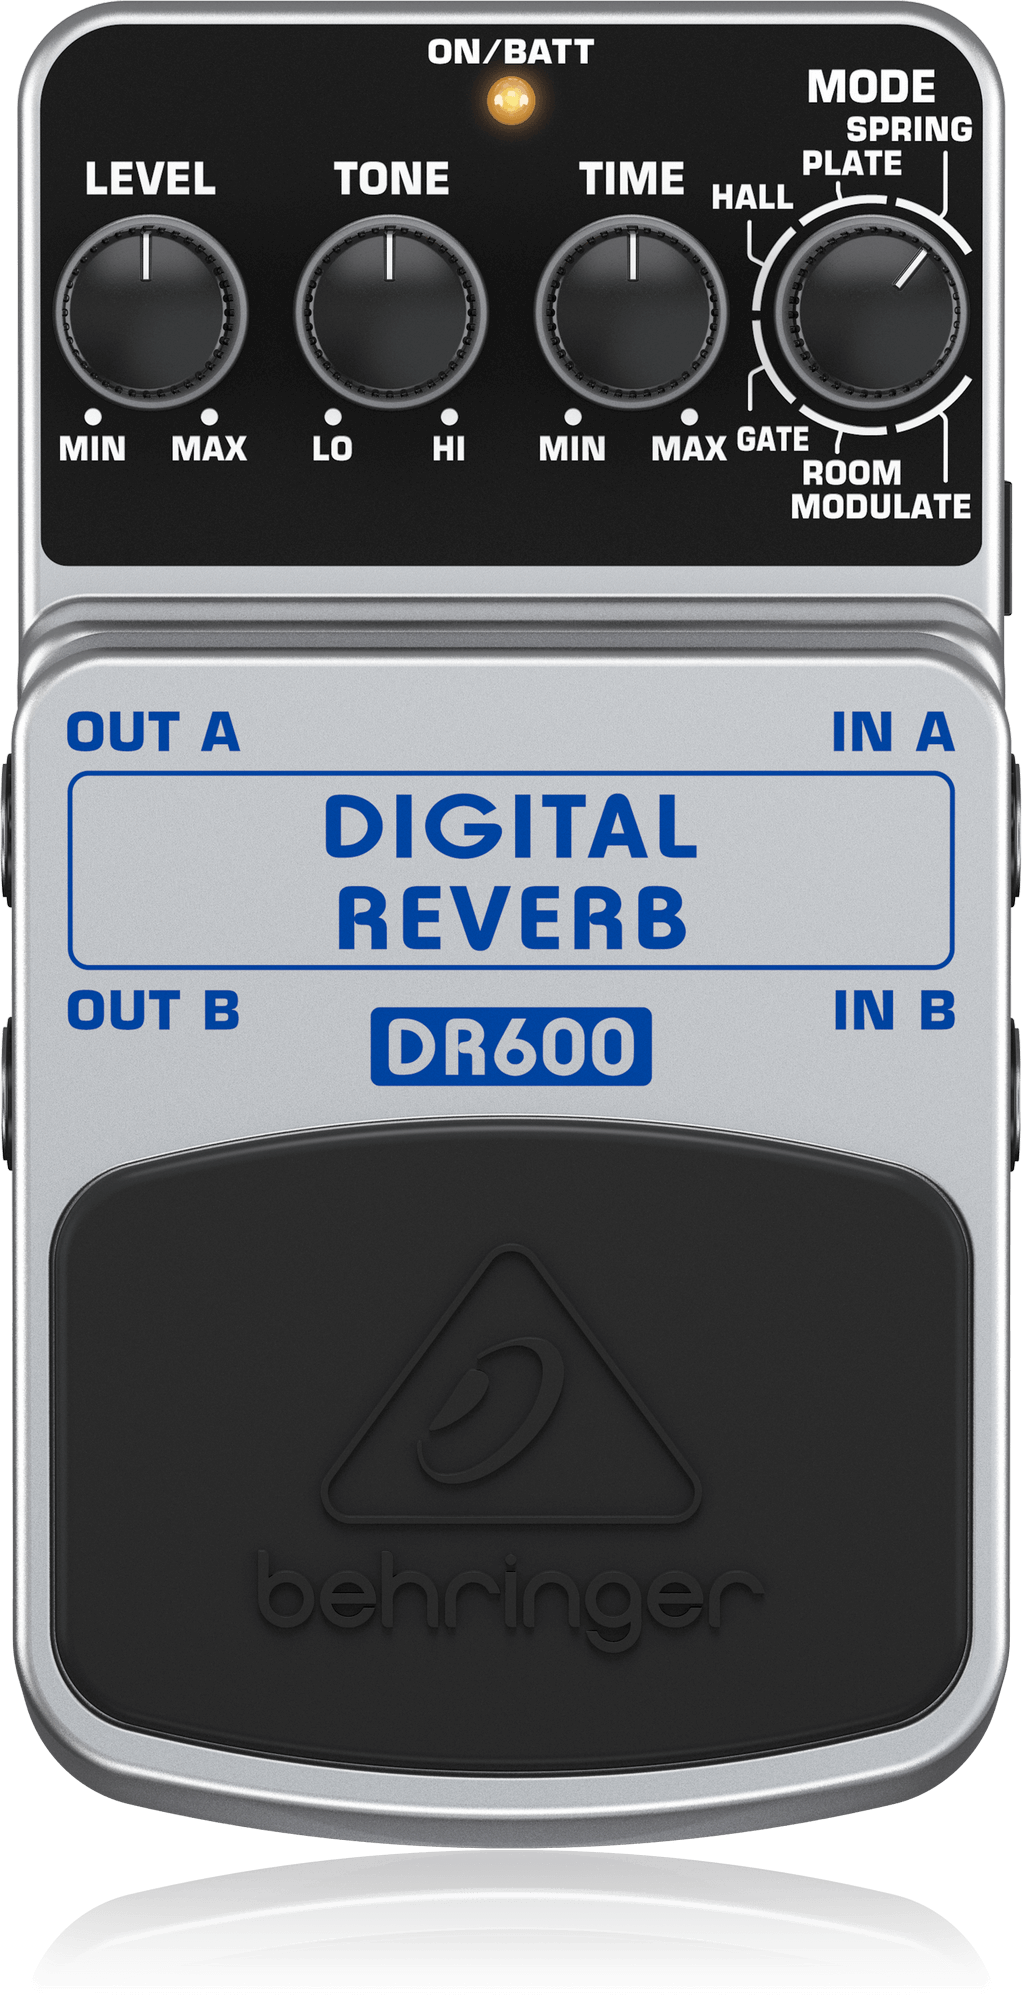 ON/BATT
MODE
SPRING
PLATE
HALL
LEVEL
TONE
TIME
MIN
MAX
LO
HI
MIN
MAX
GATE
ROOM
MODULATE
OUT A
IN A
DIGITAL
REVERB
OUT B
IN B
DR600
behringer